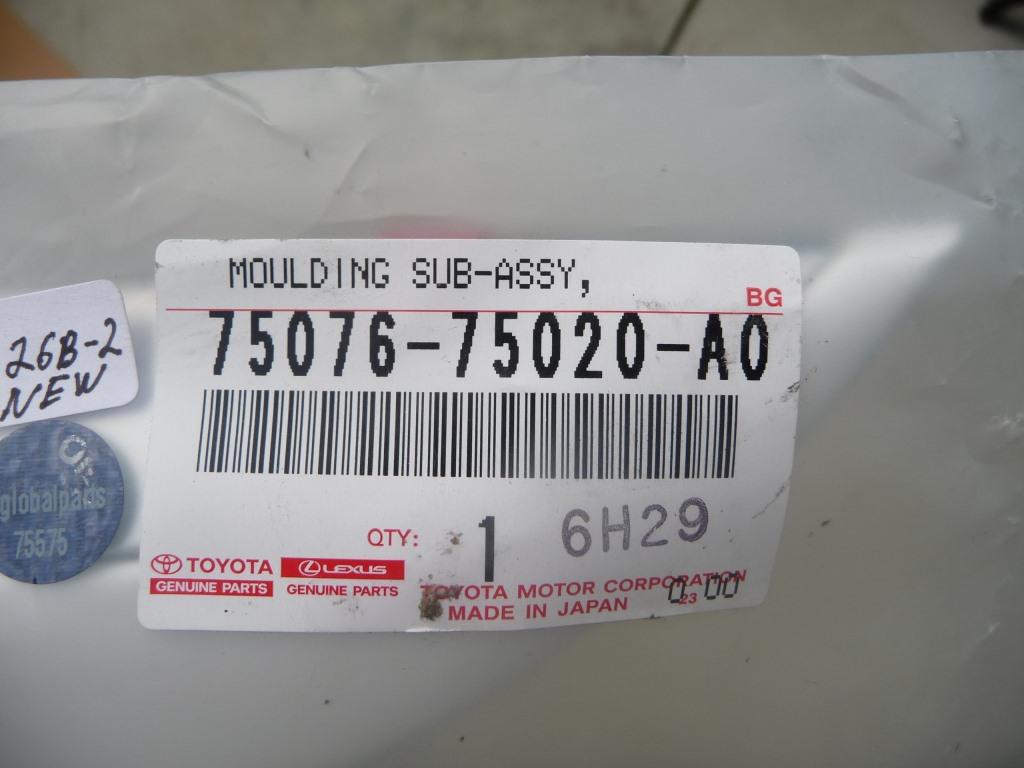 MOULDING SUB-ASSY,
BG
75076-75020-A0
26B-2
NEW
globalparts
75575
QTY: 1 6H29
TOYOTA
GENUINE PARTS
LEXUS
GENUINE PARTS
TOYOTA MOTOR CORPORATION
MADE IN JAPAN
23
0 00